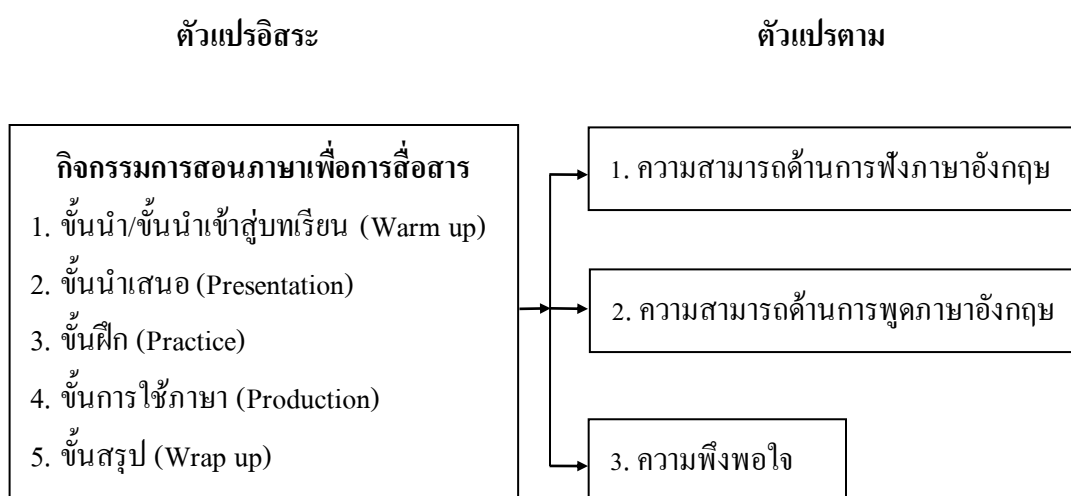 ตัวแปรอิสระ
ตัวแปรตาม
กิจกรรมการสอนภาษาเพื่อการสื่อสาร
1. ขั้นนำ/ขั้นนำเข้าสู่บทเรียน (Warm up)
2. ขั้นนำเสนอ (Presentation)
3. ขั้นฝึก (Practice)
4. ขั้นการใช้ภาษา (Production)
5. ขั้นสรุป (Wrap up)
1. ความสามารถด้านการฟังภาษาอังกฤษ
2. ความสามารถด้านการพูดภาษาอังกฤษ
3. ความพึงพอใจ